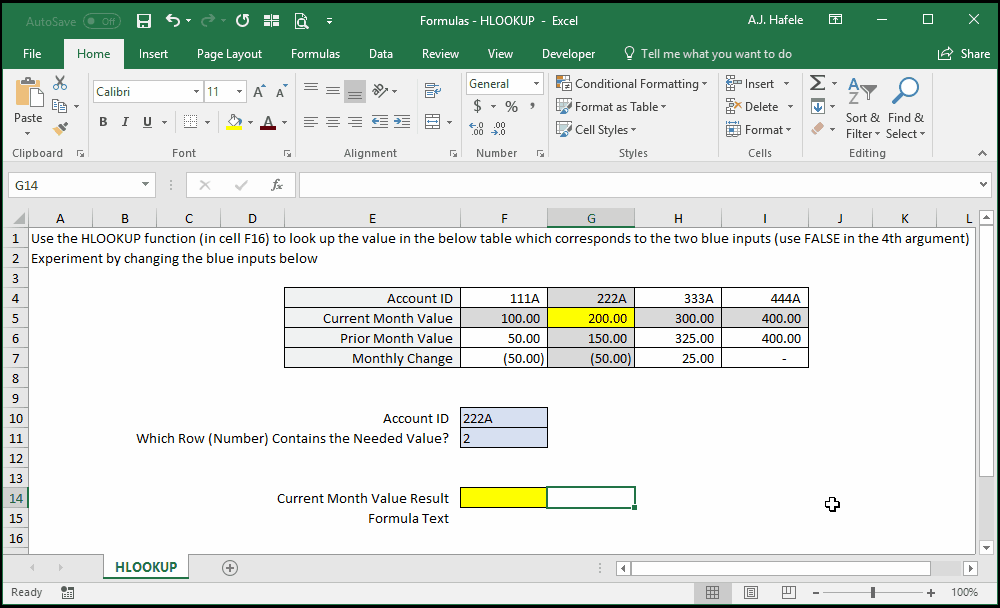 AutoSave Off Formulas - HLOOKUP - Excel A.J. Hafele
File Home Insert Page Layout Formulas Data Review View Developer Tell me what you want to do Share
Calibri 11 General Conditional Formatting Insert
Paste $ % , Format as Table Delete Sort & Find &
B I U Cell Styles Format Filter Select
Clipboard Font Alignment Number Styles Cells Editing
G14 fx
A B C D E F G H I J K L
1 Use the HLOOKUP function (in cell F16) to look up the value in the below table which corresponds to the two blue inputs (use FALSE in the 4th argument)
2 Experiment by changing the blue inputs below
3
4 Account ID 111A 222A 333A 444A
5 Current Month Value 100.00 200.00 300.00 400.00
6 Prior Month Value 50.00 150.00 325.00 400.00
7 Monthly Change (50.00) (50.00) 25.00 -
8
9
10 Account ID 222A
11 Which Row (Number) Contains the Needed Value? 2
12
13
14 Current Month Value Result
15 Formula Text
16
HLOOKUP
Ready 100%